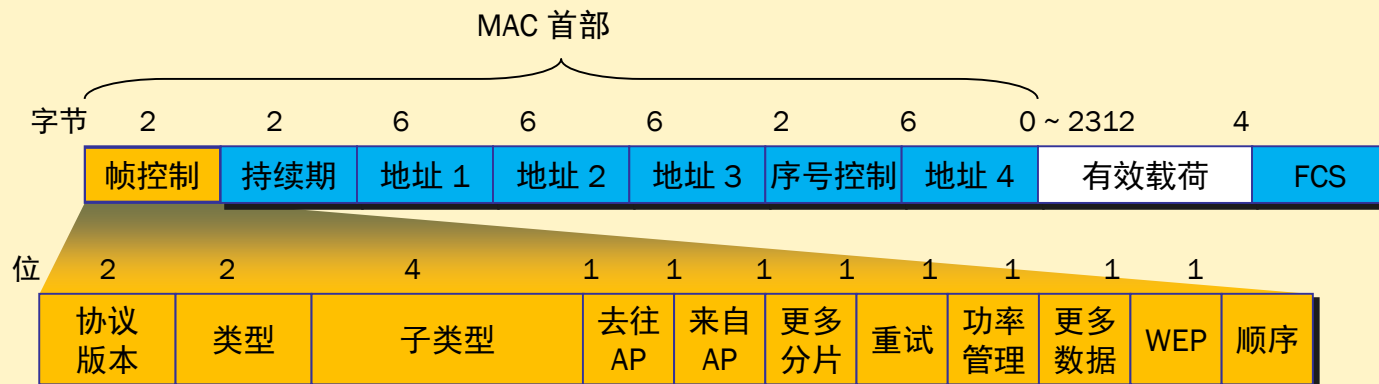 MAC 首部
字节 2 2 6 6 6 2 6 0 ~ 2312 4
帧控制 持续期 地址 1 地址 2 地址 3 序号控制 地址 4 有效载荷 FCS
位 2 2 4 1 1 1 1 1 1 1 1
协议 去往 来自 更多 功率 更多
类型 子类型 重试 WEP 顺序
版本 AP AP 分片 管理 数据